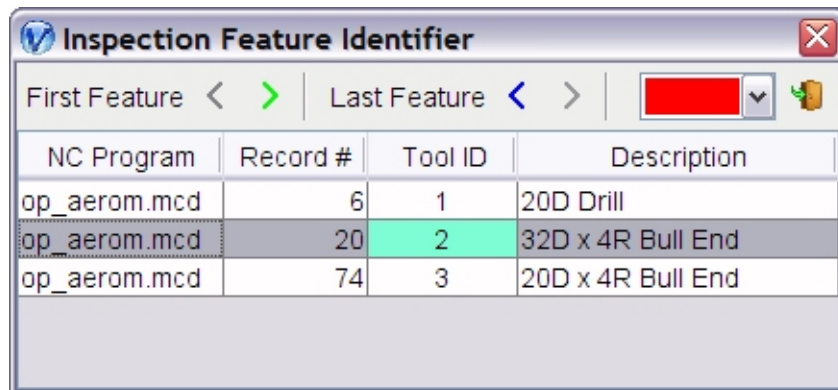 Inspection Feature Identifier
First Feature < > Last Feature < >
NC Program Record # Tool ID Description
op_aerom.mcd 6 1 20D Drill
op_aerom.mcd 20 2 32D x 4R Bull End
op_aerom.mcd 74 3 20D x 4R Bull End